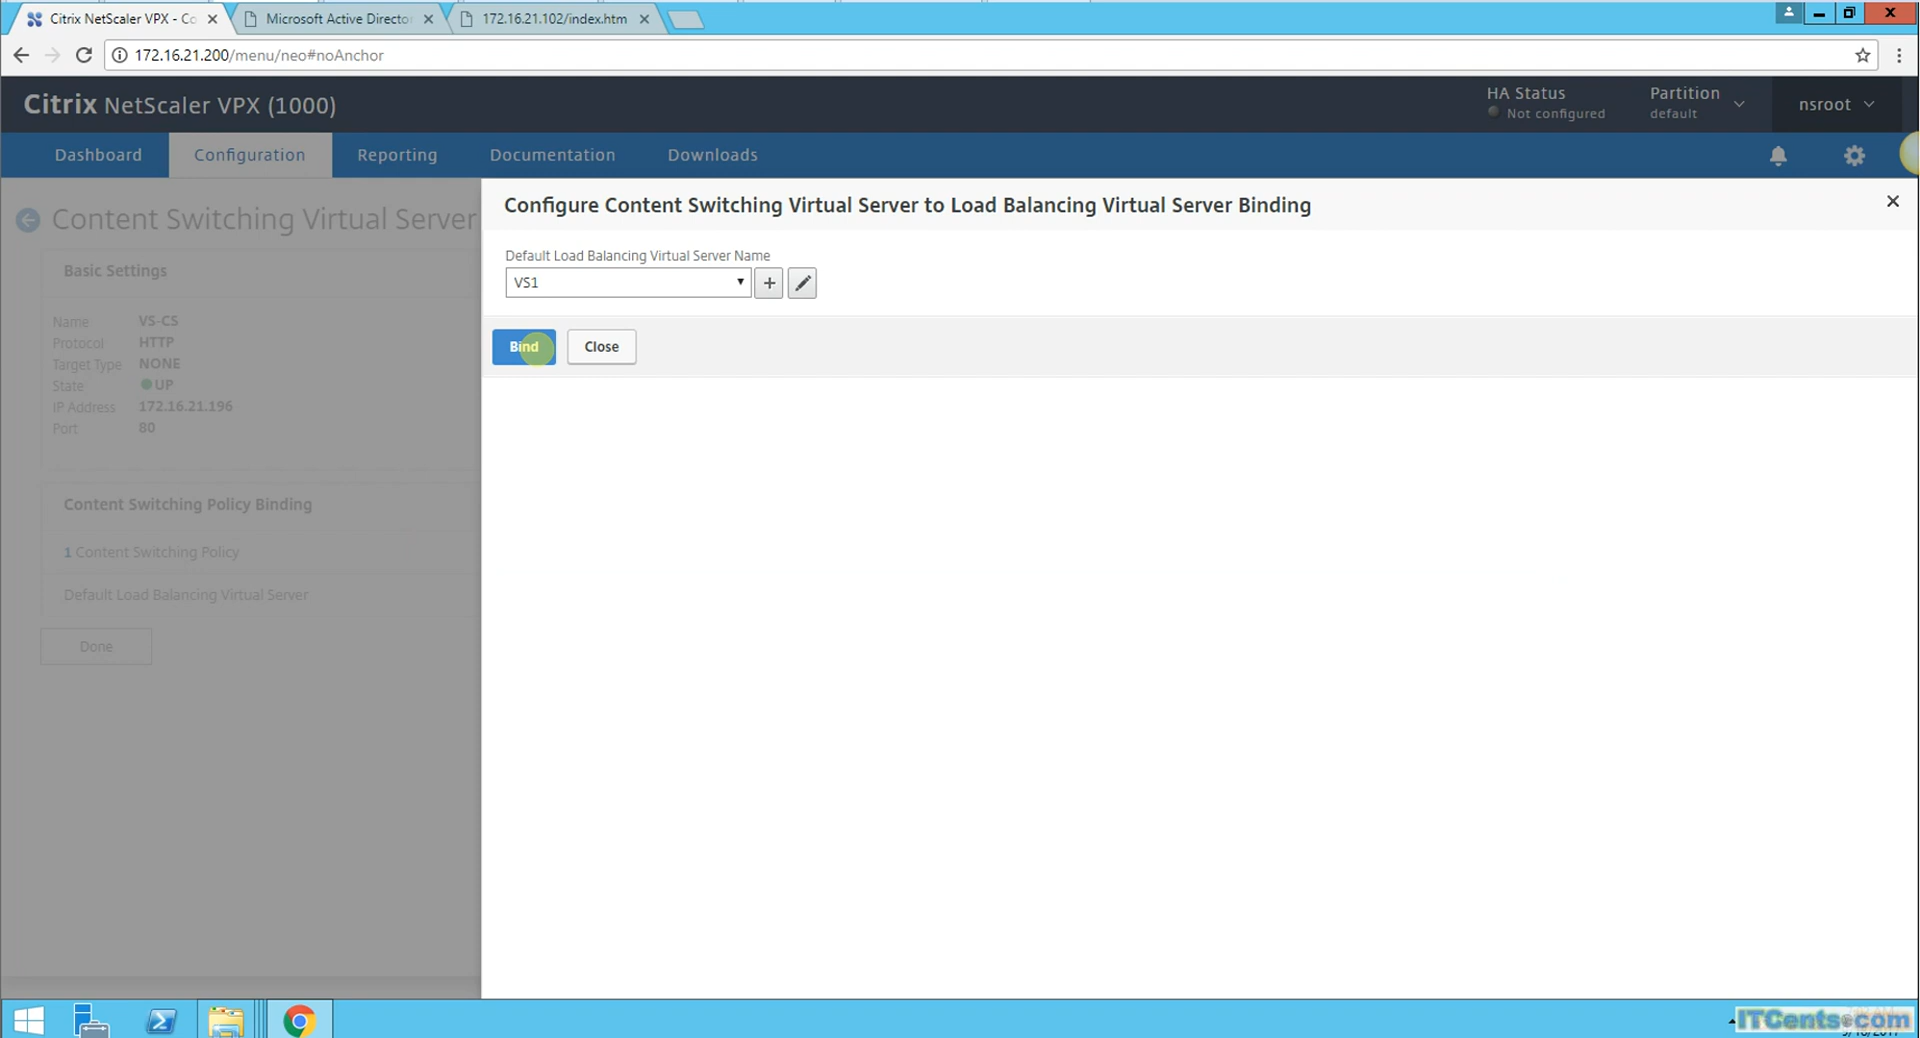 Citrix NetScaler VPX - Co
Microsoft Active Director
172.16.21.102/index.htm
172.16.21.200/menu/neo#noAnchor
Citrix NetScaler VPX (1000)
HA Status
Not configured
Partition
default
nsroot
Dashboard
Configuration
Reporting
Documentation
Downloads
Content Switching Virtual Server
Basic Settings
Name VS-CS
Protocol HTTP
Target Type NONE
State UP
IP Address 172.16.21.196
Port 80
Content Switching Policy Binding
1 Content Switching Policy
Default Load Balancing Virtual Server
Done
Configure Content Switching Virtual Server to Load Balancing Virtual Server Binding
Default Load Balancing Virtual Server Name
VS1
Bind
Close
ITCents.com